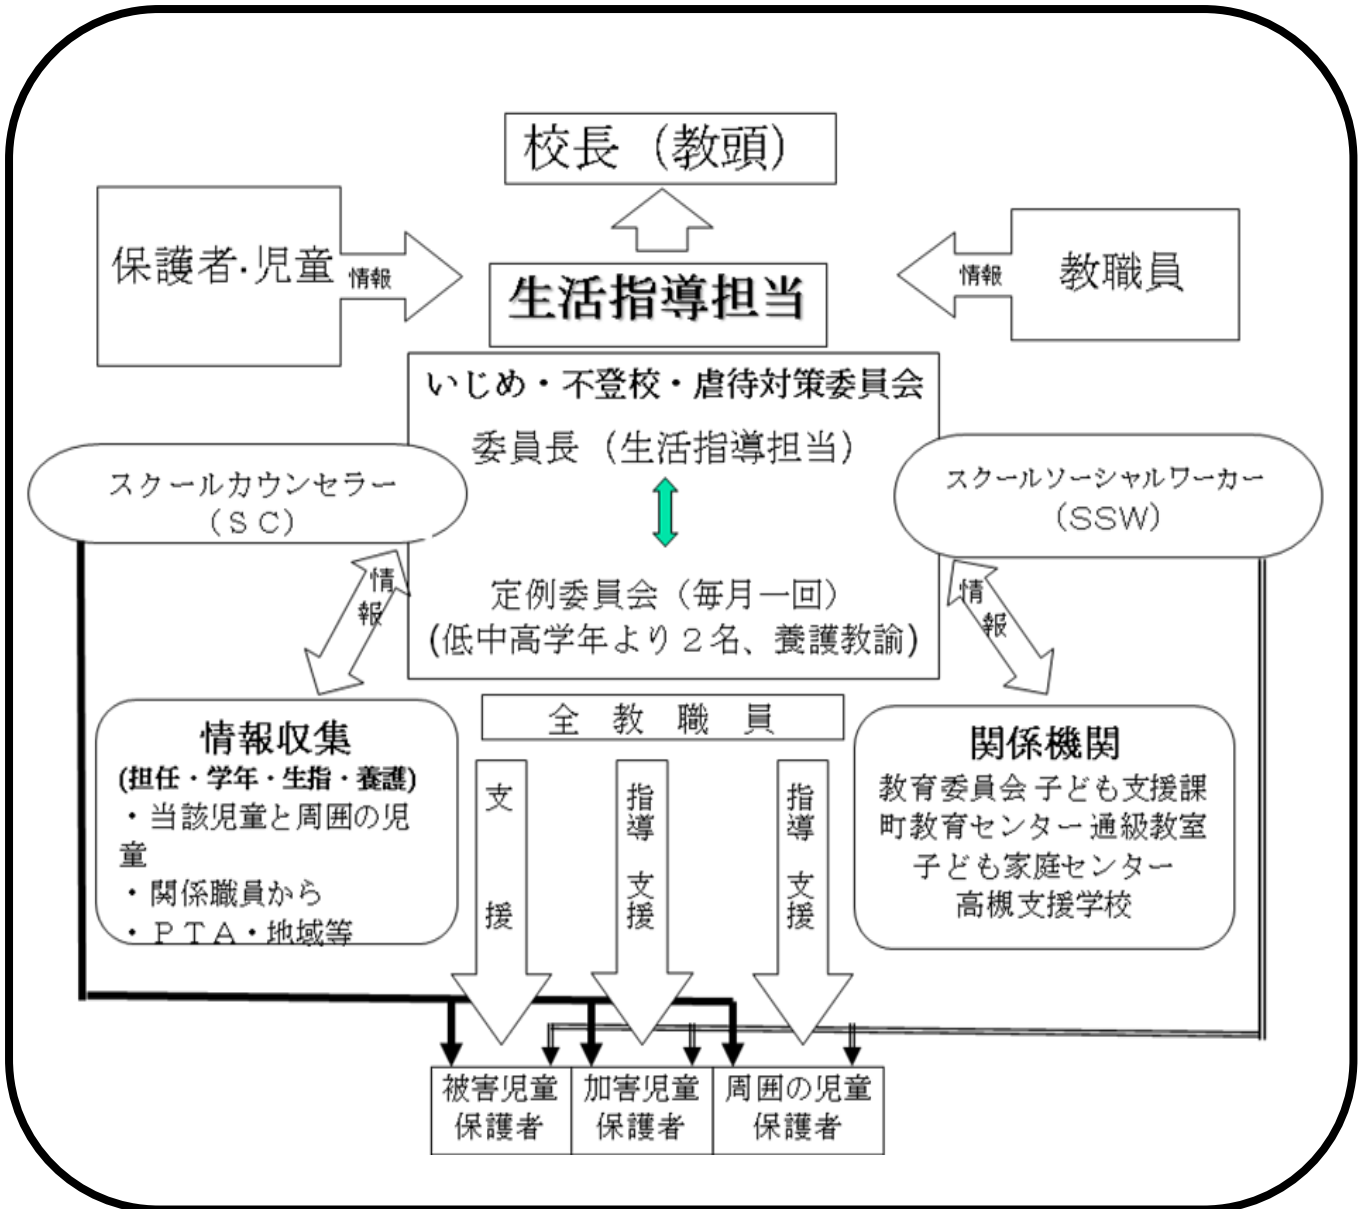 校長（教頭）
保護者・児童
情報
生活指導担当
情報
教職員
いじめ・不登校・虐待対策委員会
委員長（生活指導担当）
スクールカウンセラー
（ＳＣ）
スクールソーシャルワーカー
（SSW）
定例委員会（毎月一回）
(低中高学年より２名、養護教諭)
情
報
情
報
全　教　職　員
情報収集
(担任・学年・生指・養護)
・当該児童と周囲の児
童
・関係職員から
・ＰＴＡ・地域等
支　援
指導　支援
指導　支援
関係機関
教育委員会 子ども支援課
町教育センター 通級教室
子ども家庭センター
高槻支援学校
被害児童
保護者
加害児童
保護者
周囲の児童
保護者